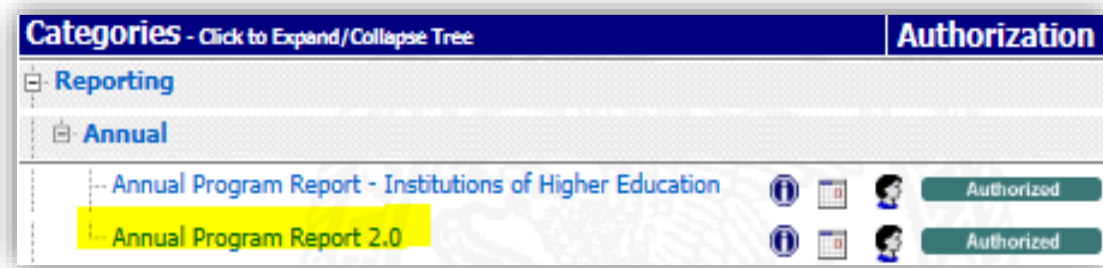 Categories - Click to Expand/Collapse Tree Authorization
Reporting
Annual
Annual Program Report - Institutions of Higher Education Authorized
Annual Program Report 2.0 Authorized